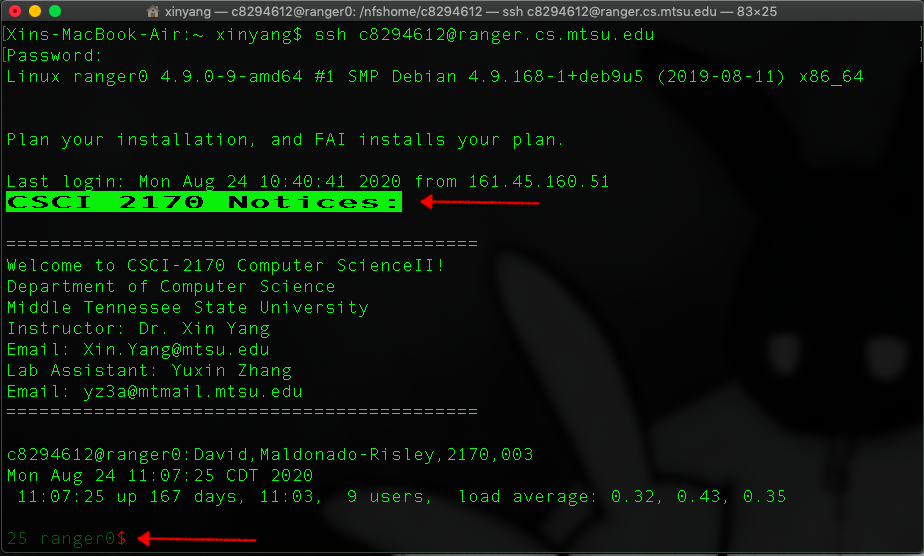 xinyang — c8294612@ranger0: /nfshome/c8294612 — ssh c8294612@ranger.cs.mtsu.edu — 83×25
[Xins-MacBook-Air:~ xinyang$ ssh c8294612@ranger.cs.mtsu.edu
[Password:
Linux ranger0 4.9.0-9-amd64 #1 SMP Debian 4.9.168-1+deb9u5 (2019-08-11) x86_64
Plan your installation, and FAI installs your plan.
Last login: Mon Aug 24 10:40:41 2020 from 161.45.160.51
CSCI 2170 Notices:
===========================================
Welcome to CSCI-2170 Computer ScienceII!
Department of Computer Science
Middle Tennessee State University
Instructor: Dr. Xin Yang
Email: Xin.Yang@mtsu.edu
Lab Assistant: Yuxin Zhang
Email: yz3a@mtmail.mtsu.edu
===========================================
c8294612@ranger0:David,Maldonado-Risley,2170,003
Mon Aug 24 11:07:25 CDT 2020
11:07:25 up 167 days, 11:03,  9 users,  load average: 0.32, 0.43, 0.35
25 ranger0$